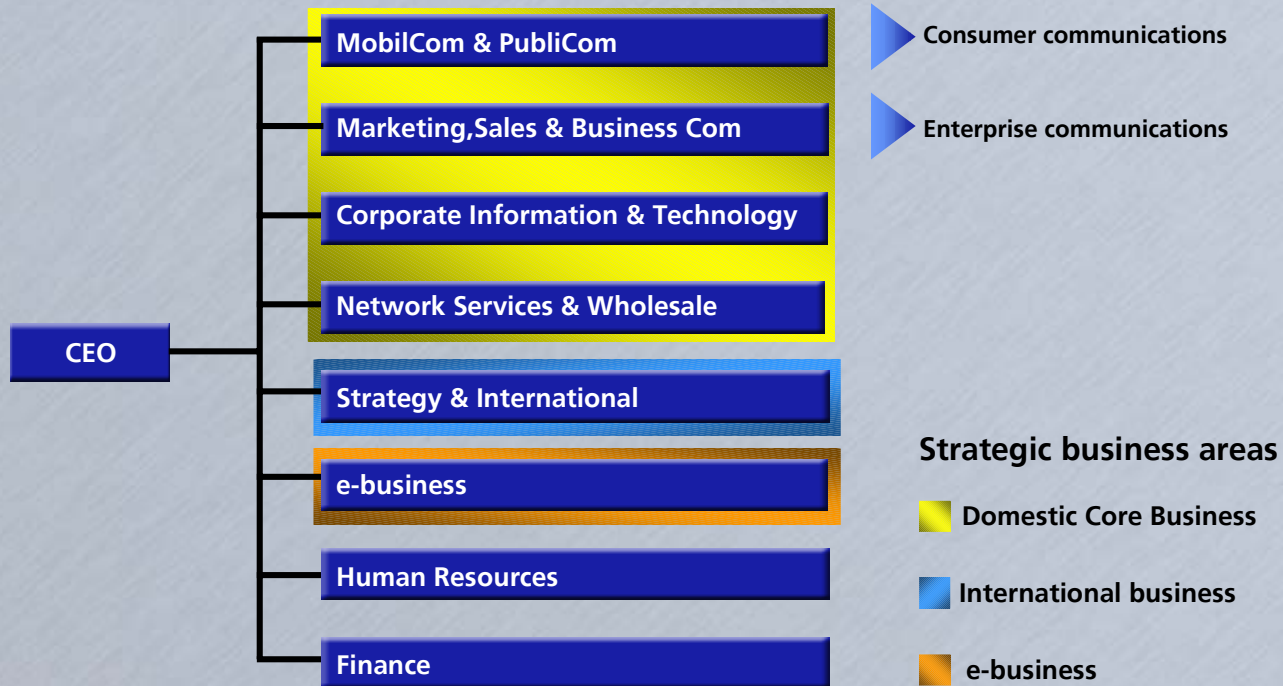 MobilCom & PubliCom
Consumer communications
Marketing,Sales & Business Com
Enterprise communications
Corporate Information & Technology
Network Services & Wholesale
CEO
Strategy & International
e-business
Human Resources
Finance
Strategic business areas
Domestic Core Business
International business
e-business